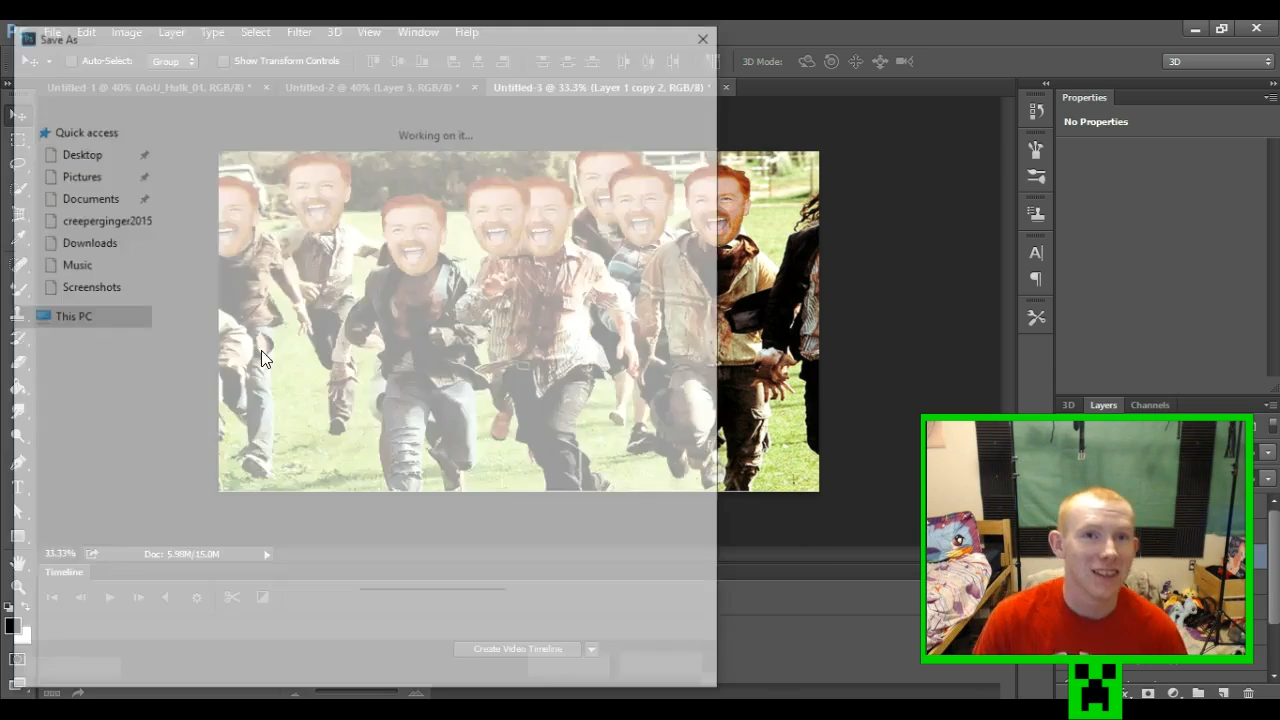 Ps File Edit Image Layer Type Select Filter 3D View Window Help
Save As
Auto-Select: Group Show Transform Controls 3D Mode: 3D
Untitled-1 @ 40% (AoU_Hulk_01, RGB/8) * Untitled-2 @ 40% (Layer 3, RGB/8) * Untitled-3 @ 33.3% (Layer 1 copy 2, RGB/8) *
Properties
No Properties
Quick access
Working on it...
Desktop
Pictures
Documents
creeperginger2015
Downloads
Music
Screenshots
This PC
3D Layers Channels
33.33% Doc: 5.98M/15.0M
Timeline
Create Video Timeline